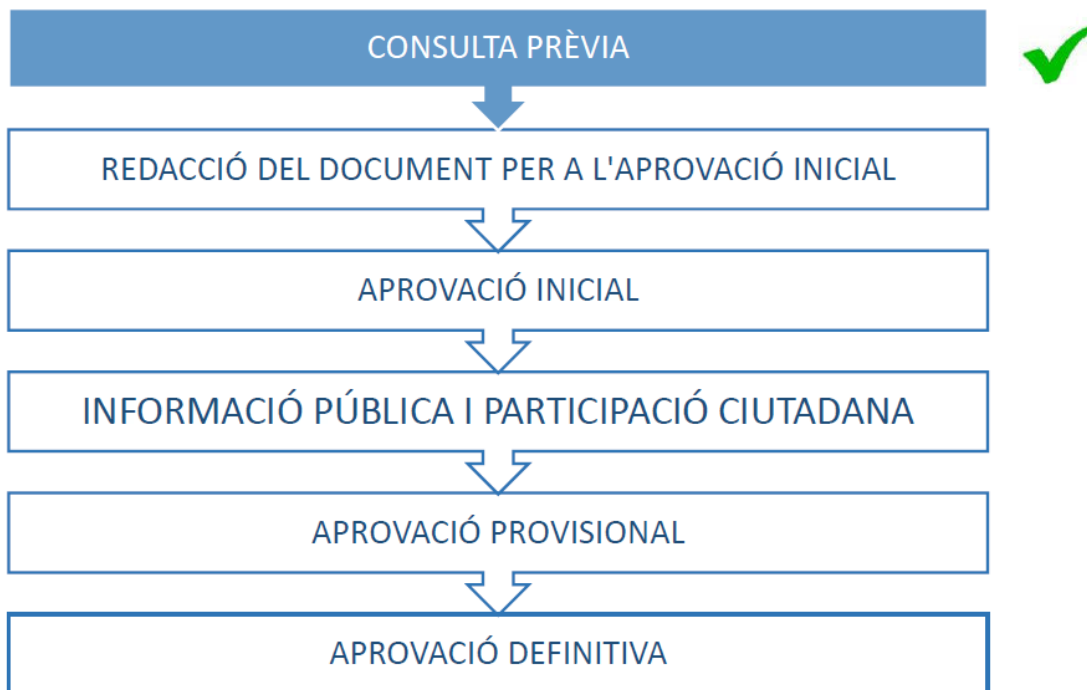 CONSULTA PRÈVIA
REDACCIÓ DEL DOCUMENT PER A L'APROVACIÓ INICIAL
APROVACIÓ INICIAL
INFORMACIÓ PÚBLICA I PARTICIPACIÓ CIUTADANA
APROVACIÓ PROVISIONAL
APROVACIÓ DEFINITIVA